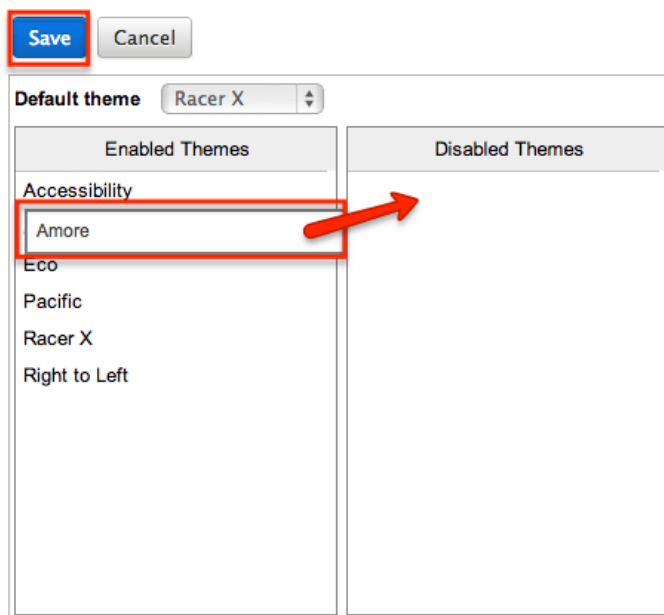 Save Cancel
Default theme Racer X
Enabled Themes Disabled Themes
Accessibility
Amore
Eco
Pacific
Racer X
Right to Left